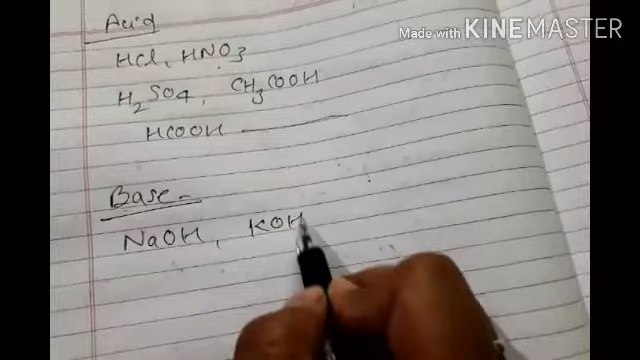 Made with KINEMASTER
Acid
HCl, HNO3
H2SO4, CH3COOH
HCOOH
Base -
NaOH, KOH